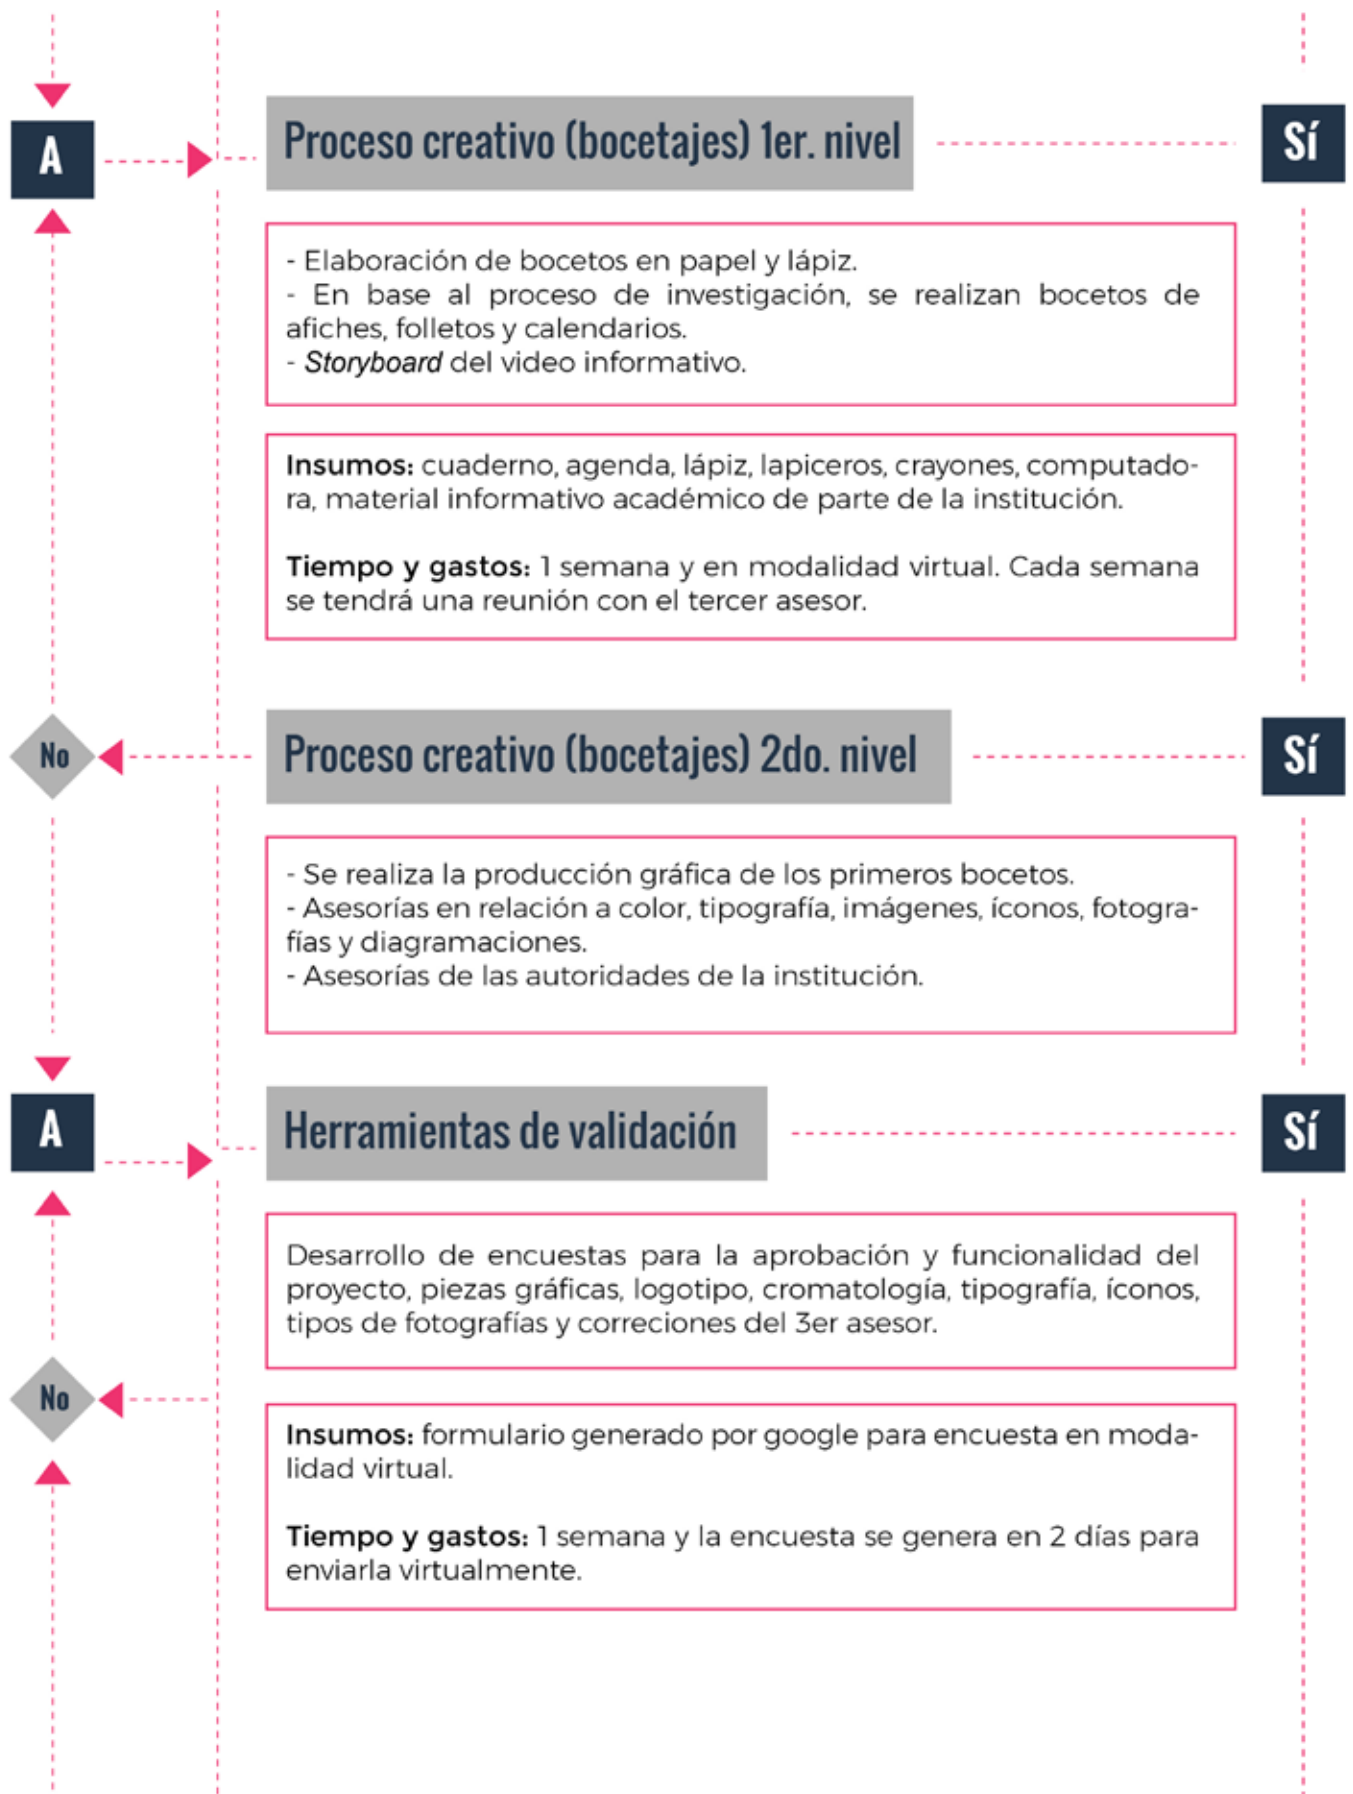 A
Proceso creativo (bocetajes) 1er. nivel
Sí
- Elaboración de bocetos en papel y lápiz.
- En base al proceso de investigación, se realizan bocetos de
afiches, folletos y calendarios.
- Storyboard del video informativo.
Insumos: cuaderno, agenda, lápiz, lapiceros, crayones, computado-
ra, material informativo académico de parte de la institución.
Tiempo y gastos: 1 semana y en modalidad virtual. Cada semana
se tendrá una reunión con el tercer asesor.
No
Proceso creativo (bocetajes) 2do. nivel
Sí
- Se realiza la producción gráfica de los primeros bocetos.
- Asesorías en relación a color, tipografía, imágenes, íconos, fotogra-
fías y diagramaciones.
- Asesorías de las autoridades de la institución.
A
Herramientas de validación
Sí
Desarrollo de encuestas para la aprobación y funcionalidad del
proyecto, piezas gráficas, logotipo, cromatología, tipografía, íconos,
tipos de fotografías y correciones del 3er asesor.
No
Insumos: formulario generado por google para encuesta en moda-
lidad virtual.
Tiempo y gastos: 1 semana y la encuesta se genera en 2 días para
enviarla virtualmente.